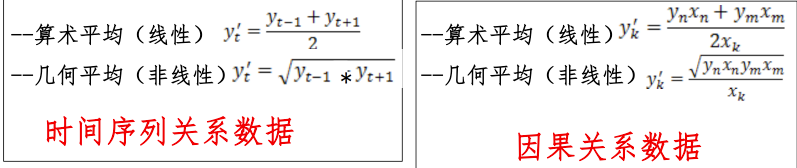 --算术平均（线性） y′ₜ = (yₜ₋₁ + yₜ₊₁) / 2
--几何平均（非线性）y′ₜ = √(yₜ₋₁ * yₜ₊₁)
时间序列关系数据
--算术平均（线性）y′ₖ = (yₙxₙ + yₘxₘ) / 2xₖ
--几何平均（非线性）y′ₖ = √(yₙxₙyₘxₘ) / xₖ
因果关系数据